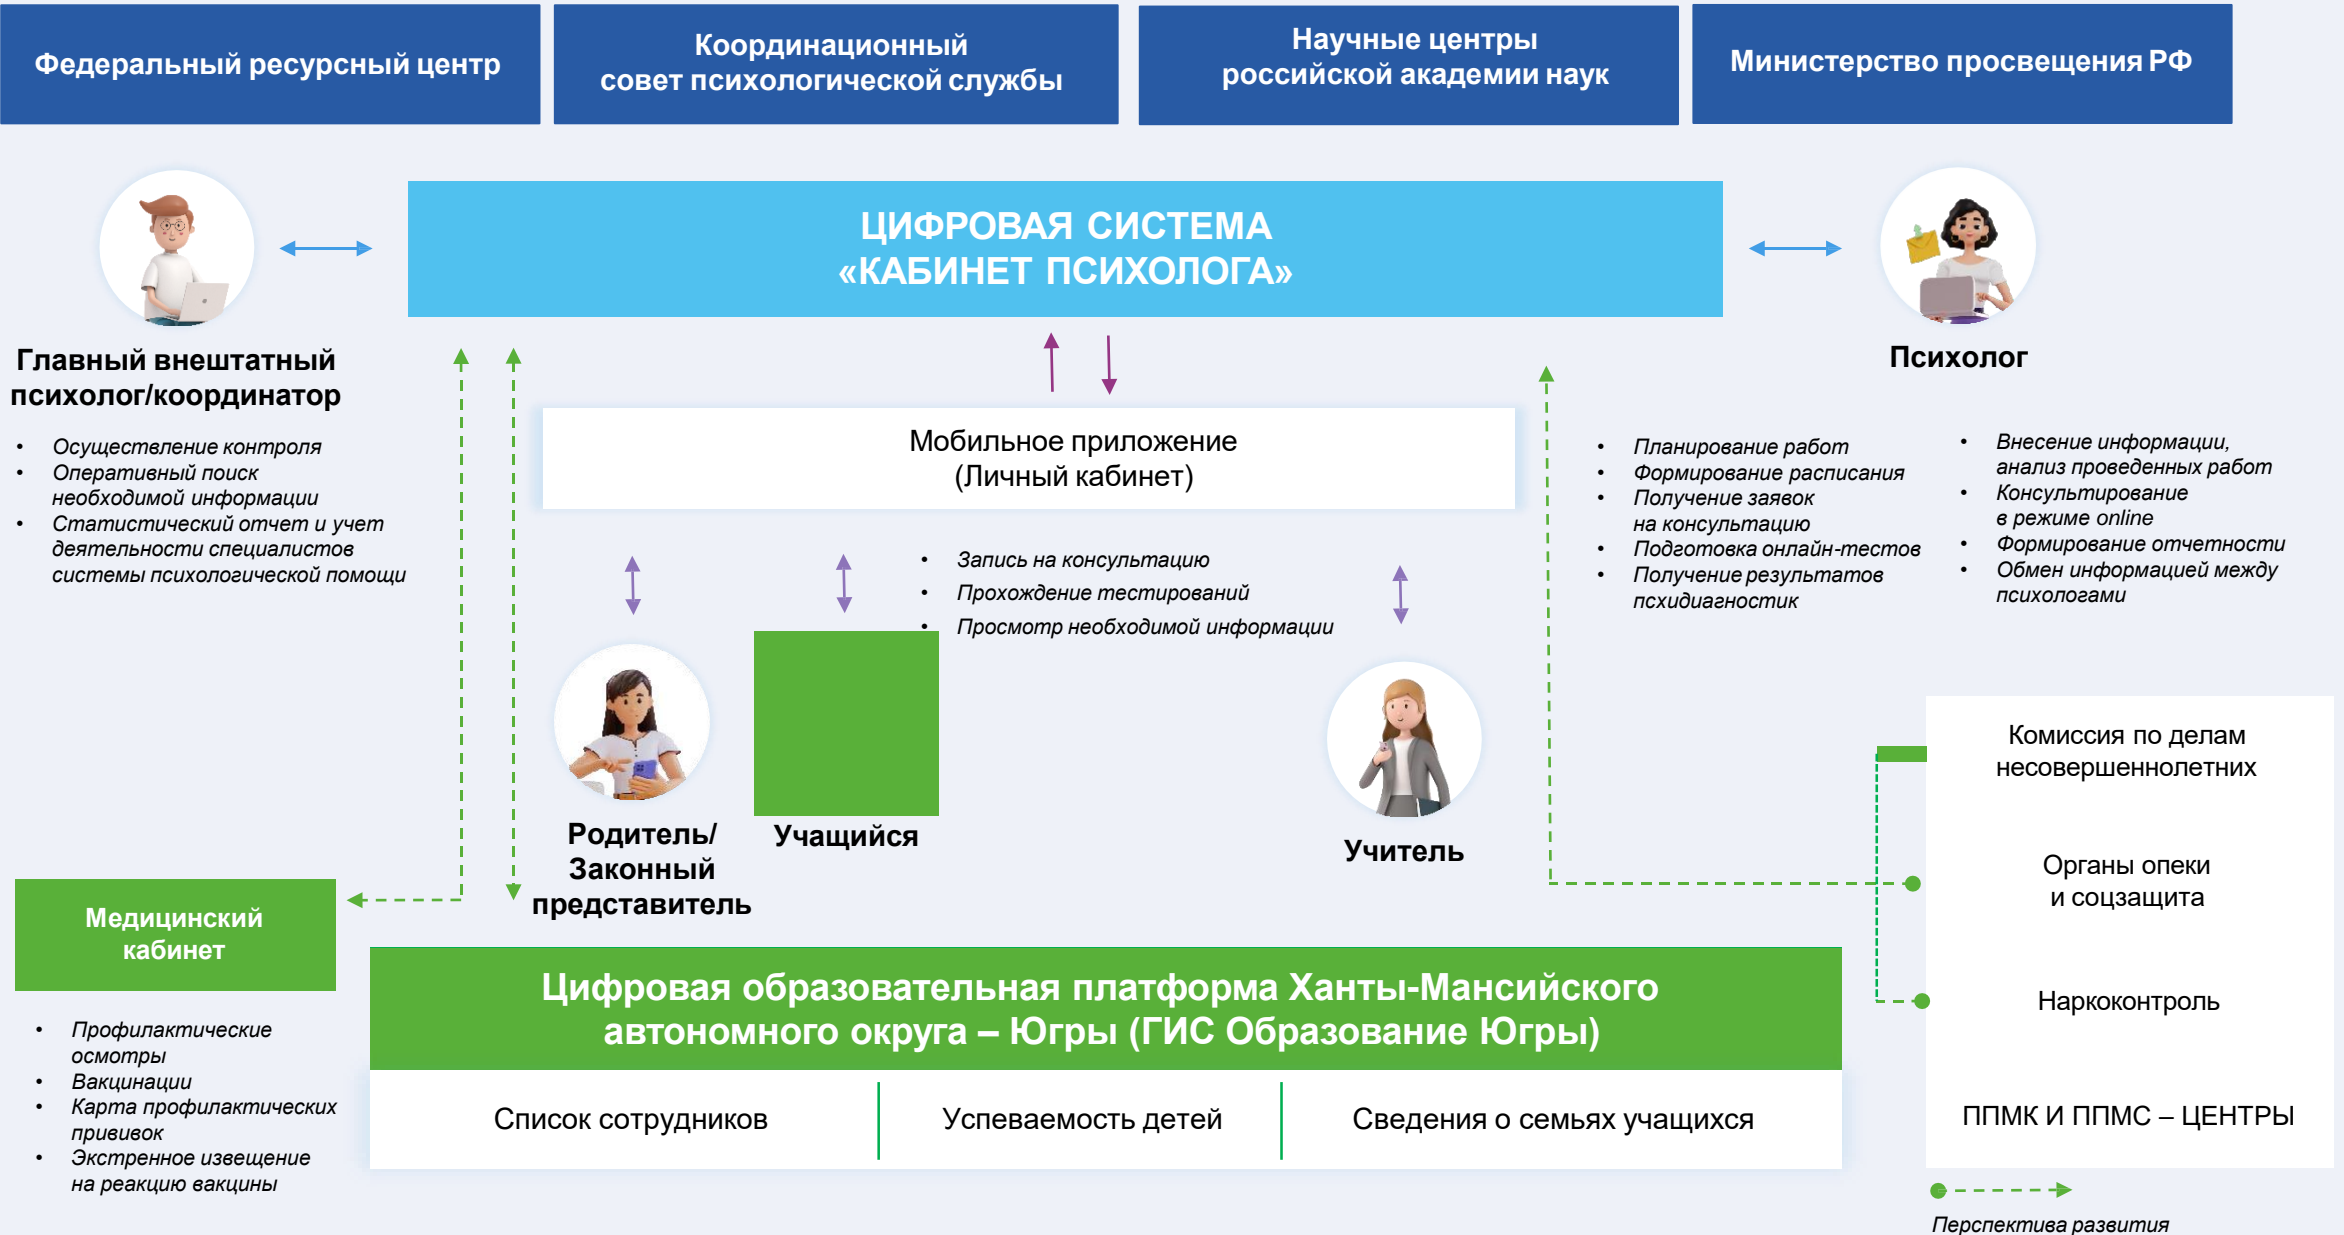 Федеральный ресурсный центр
Координационный
совет психологической службы
Научные центры
российской академии наук
Министерство просвещения РФ
ЦИФРОВАЯ СИСТЕМА
«КАБИНЕТ ПСИХОЛОГА»
Главный внештатный
психолог/координатор
• Осуществление контроля
• Оперативный поиск
необходимой информации
• Статистический отчет и учет
деятельности специалистов
системы психологической помощи
Мобильное приложение
(Личный кабинет)
• Запись на консультацию
• Прохождение тестирований
• Просмотр необходимой информации
Психолог
• Планирование работ
• Формирование расписания
• Получение заявок
на консультацию
• Подготовка онлайн-тестов
• Получение результатов
псхидиагностик
• Внесение информации,
анализ проведенных работ
• Консультирование
в режиме online
• Формирование отчетности
• Обмен информацией между
психологами
Родитель/
Законный
представитель
Учащийся
Учитель
Комиссия по делам
несовершеннолетних
Органы опеки
и соцзащита
Наркоконтроль
ППМК И ППМС – ЦЕНТРЫ
Перспектива развития
Медицинский
кабинет
• Профилактические
осмотры
• Вакцинации
• Карта профилактических
прививок
• Экстренное извещение
на реакцию вакцины
Цифровая образовательная платформа Ханты-Мансийского
автономного округа – Югры (ГИС Образование Югры)
Список сотрудников
Успеваемость детей
Сведения о семьях учащихся